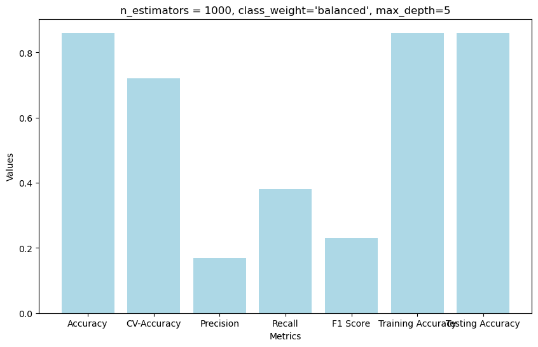 n_estimators = 1000, class_weight='balanced', max_depth=5
Values
0.8
0.6
0.4
0.2
0.0
Accuracy CV-Accuracy Precision Recall F1 Score Training Accuracy Testing Accuracy
Metrics